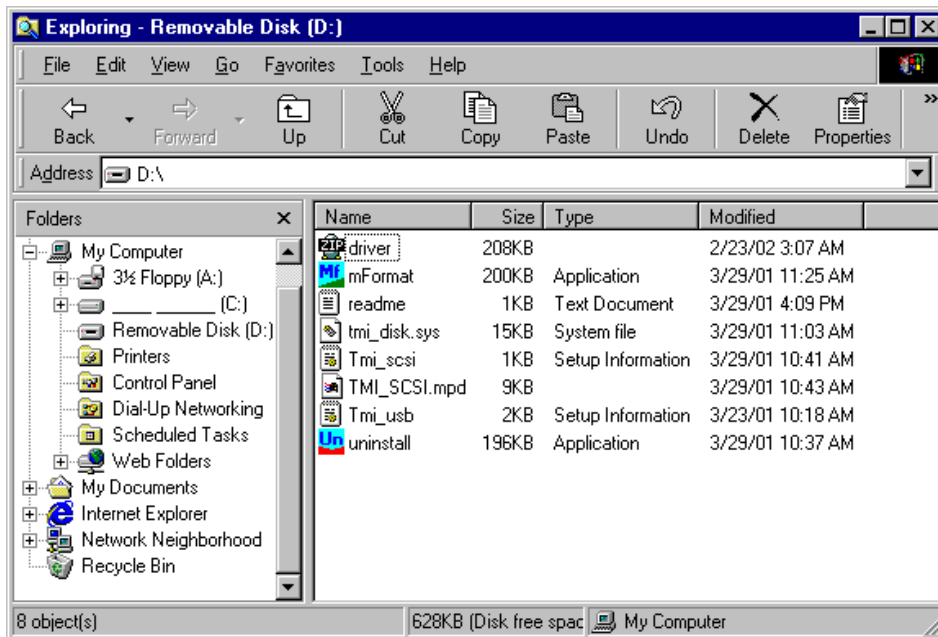 Exploring - Removable Disk (D:)
File Edit View Go Favorites Tools Help
Back Forward Up Cut Copy Paste Undo Delete Properties »
Address D:\
Folders
My Computer
3½ Floppy (A:)
____ ______ (C:)
Removable Disk (D:)
Printers
Control Panel
Dial-Up Networking
Scheduled Tasks
Web Folders
My Documents
Internet Explorer
Network Neighborhood
Recycle Bin
Name Size Type Modified
ZIP driver 208KB 2/23/02 3:07 AM
Mf mFormat 200KB Application 3/29/01 11:25 AM
readme 1KB Text Document 3/29/01 4:09 PM
tmi_disk.sys 15KB System file 3/29/01 11:03 AM
Tmi_scsi 1KB Setup Information 3/29/01 10:41 AM
TMI_SCSI.mpd 9KB 3/29/01 10:43 AM
Tmi_usb 2KB Setup Information 3/23/01 10:18 AM
Un uninstall 196KB Application 3/29/01 10:37 AM
8 object(s) 628KB (Disk free spac My Computer